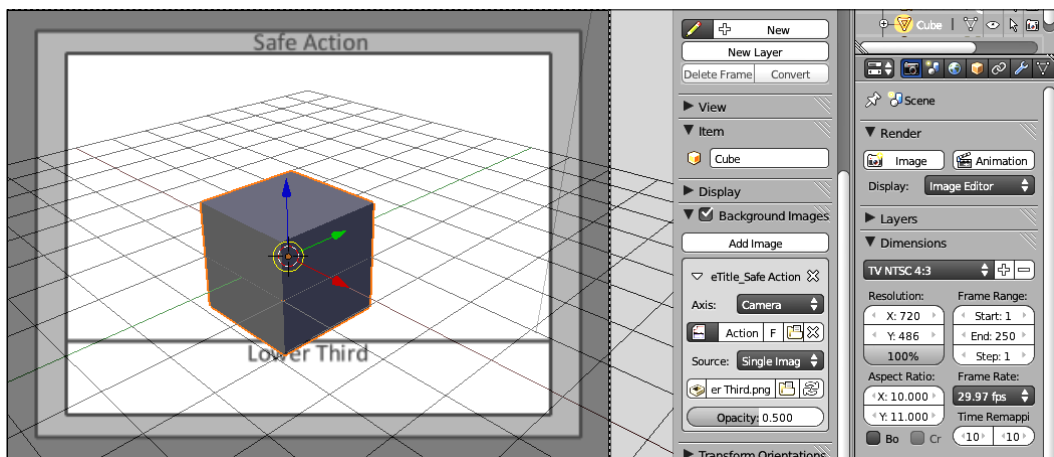 Safe Action
Lower Third
New
New Layer
Delete Frame Convert
View
Item
Cube
Display
Background Images
Add Image
eTitle_Safe Action
Axis: Camera
Action F
Source: Single Imag
er Third.png
Opacity: 0.500
Transform Orientations
Cube
Scene
Render
Image Animation
Display: Image Editor
Layers
Dimensions
TV NTSC 4:3
Resolution: Frame Range:
X: 720 Start: 1
Y: 486 End: 250
100% Step: 1
Aspect Ratio: Frame Rate:
X: 10.000 29.97 fps
Y: 11.000 Time Remappi
Bo Cr 10 10